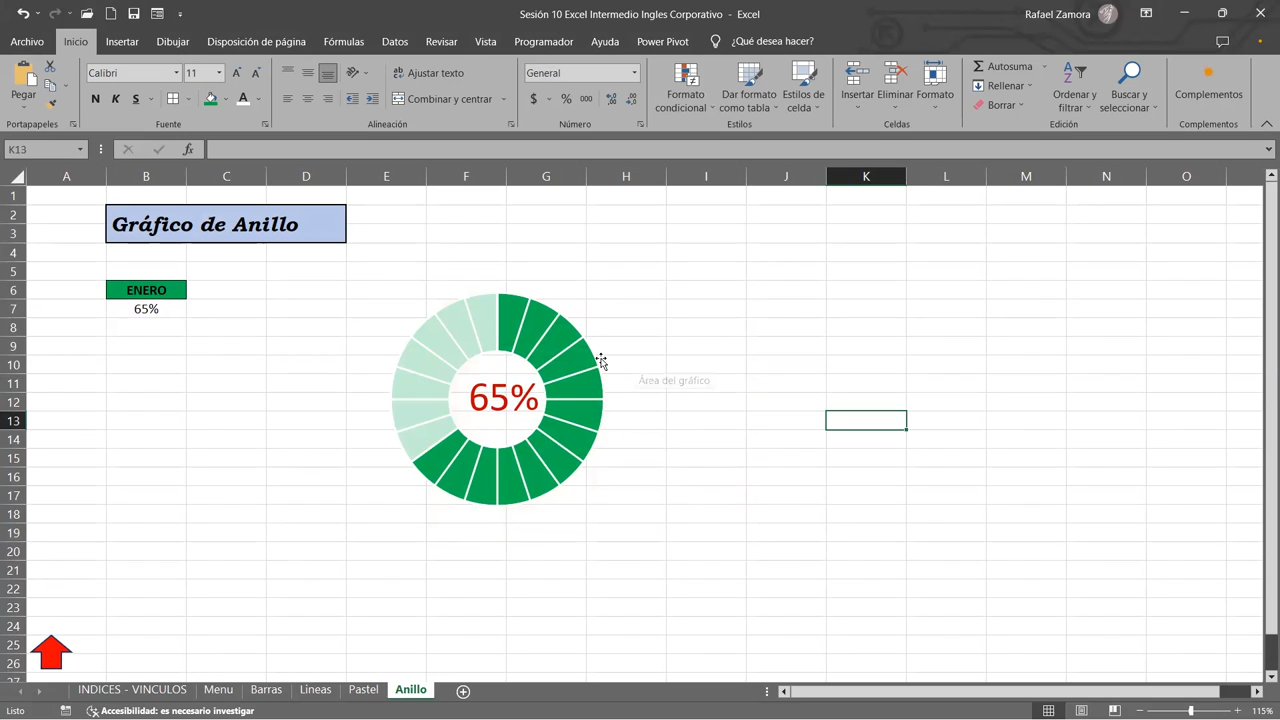 Sesión 10 Excel Intermedio Ingles Corporativo - Excel
Rafael Zamora
Archivo Inicio Insertar Dibujar Disposición de página Fórmulas Datos Revisar Vista Programador Ayuda Power Pivot ¿Qué desea hacer?
Pegar
Portapapeles
Calibri 11
N K S
Fuente
Ajustar texto
Combinar y centrar
Alineación
General
$ % 000
Número
Formato condicional
Dar formato como tabla
Estilos de celda
Estilos
Insertar Eliminar Formato
Celdas
Autosuma
Rellenar
Borrar
Ordenar y filtrar
Buscar y seleccionar
Edición
Complementos
Complementos
K13
fx
A B C D E F G H I J K L M N O
1
2
3
4
5
6
7
8
9
10
11
12
13
14
15
16
17
18
19
20
21
22
23
24
25
26
27
Gráfico de Anillo
ENERO
65%
65%
Área del gráfico
INDICES - VINCULOS Menu Barras Lineas Pastel Anillo
Listo
Accesibilidad: es necesario investigar
115%